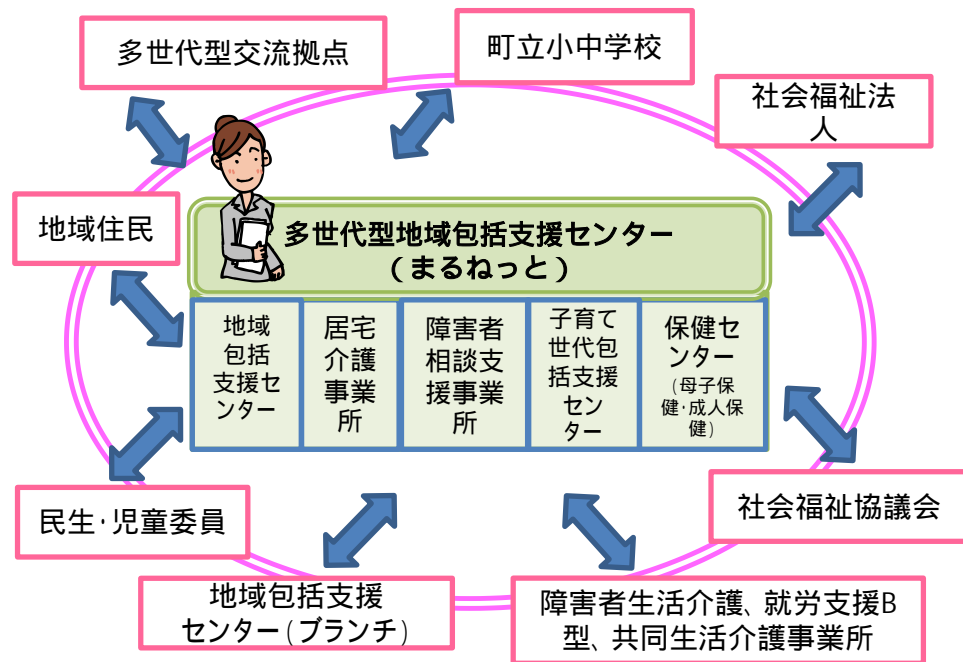 多世代型交流拠点
町立小中学校
社会福祉法
人
地域住民
多世代型地域包括支援センター
(まるねっと)
地域
包括
支援セ
ンター
居宅
介護
事業
所
障害者
相談支
援事業
所
子育て
世代包
括支援
セン
ター
保健セ
ンター
(母子保
健・成人保
健)
民生・児童委員
社会福祉協議会
地域包括支援
センター(ブランチ)
障害者生活介護、就労支援B
型、共同生活介護事業所